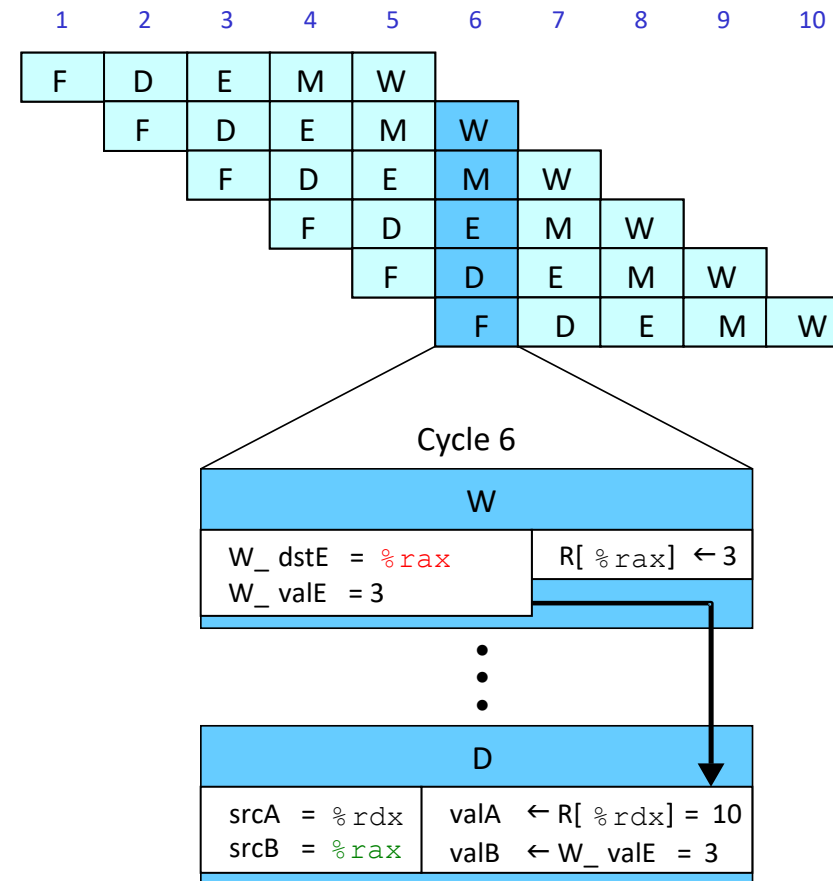 1 2 3 4 5 6 7 8 9 10
F D E M W
F D E M W
F D E M W
F D E M W
F D E M W
F D E M W
Cycle 6
W
W_ dstE = %rax R[ %rax] ← 3
W_ valE = 3
D
srcA = %rdx valA ← R[ %rdx] = 10
srcB = %rax valB ← W_ valE = 3